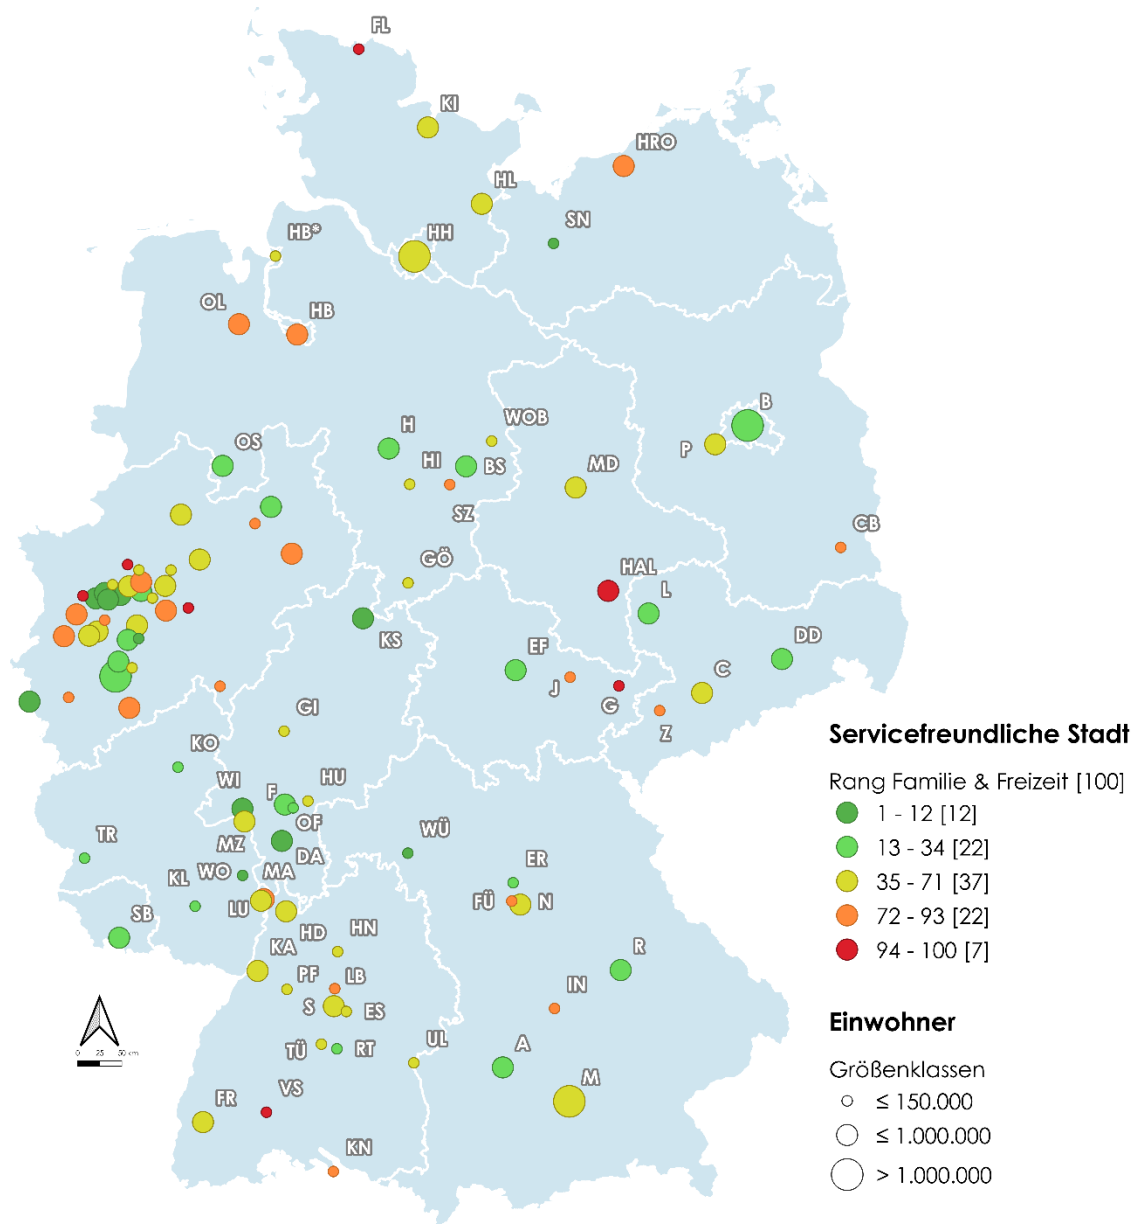 FL
KI
HRO
HL
SN
HB*
HH
OL
HB
B
H
WOB
P
OS
HI
BS
MD
SZ
CB
GÖ
HAL
L
KS
EF
DD
C
J
G
Z
GI
KO
WI
F
HU
OF
MZ
DA
WÜ
TR
ER
KL
WO
MA
FÜ
N
SB
LU
HD
HN
KA
R
PF
LB
IN
S
ES
TÜ
RT
UL
A
M
VS
FR
KN
0 25 50 cm
Servicefreundliche Stadt
Rang Familie & Freizeit [100]
1 - 12 [12]
13 - 34 [22]
35 - 71 [37]
72 - 93 [22]
94 - 100 [7]
Einwohner
Größenklassen
≤ 150.000
≤ 1.000.000
> 1.000.000